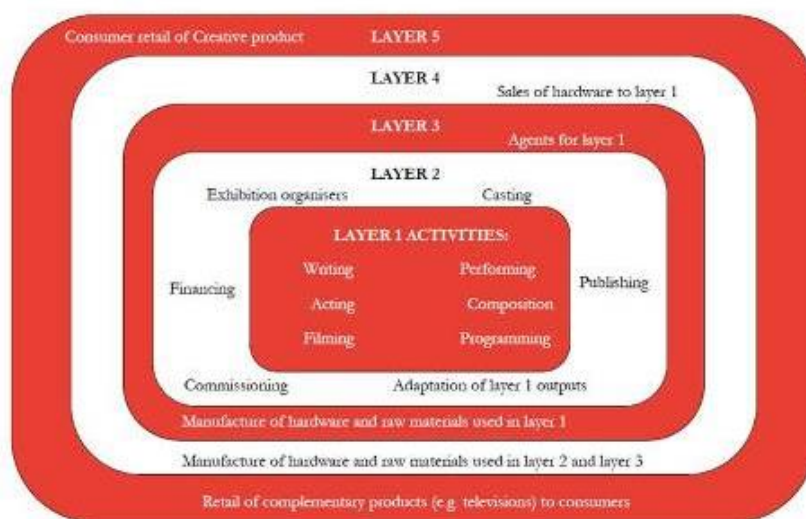 Consumer retail of Creative product LAYER 5
LAYER 4
Sales of hardware to layer 1
LAYER 3
Agents for layer 1
LAYER 2
Exhibition organisers Casting
LAYER 1 ACTIVITIES:
Writing Performing
Financing Publishing
Acting Composition
Filming Programming
Commissioning Adaptation of layer 1 outputs
Manufacture of hardware and raw materials used in layer 1
Manufacture of hardware and raw materials used in layer 2 and layer 3
Retail of complementary products (e.g. televisions) to consumers